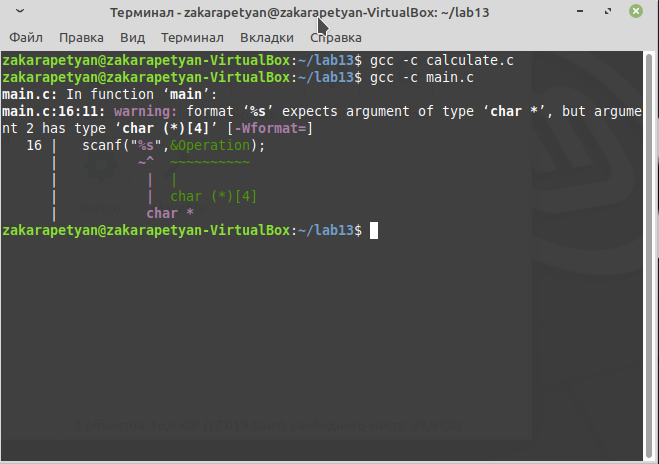 Терминал - zakarapetyan@zakarapetyan-VirtualBox: ~/lab13
Файл Правка Вид Терминал Вкладки Справка
zakarapetyan@zakarapetyan-VirtualBox:~/lab13$ gcc -c calculate.c
zakarapetyan@zakarapetyan-VirtualBox:~/lab13$ gcc -c main.c
main.c: In function ‘main’:
main.c:16:11: warning: format ‘%s’ expects argument of type ‘char *’, but argume
nt 2 has type ‘char (*)[4]’ [-Wformat=]
   16 |   scanf("%s",&Operation);
      |          ~^  ~~~~~~~~~~
      |           |  |
      |           |  char (*)[4]
      |           char *
zakarapetyan@zakarapetyan-VirtualBox:~/lab13$